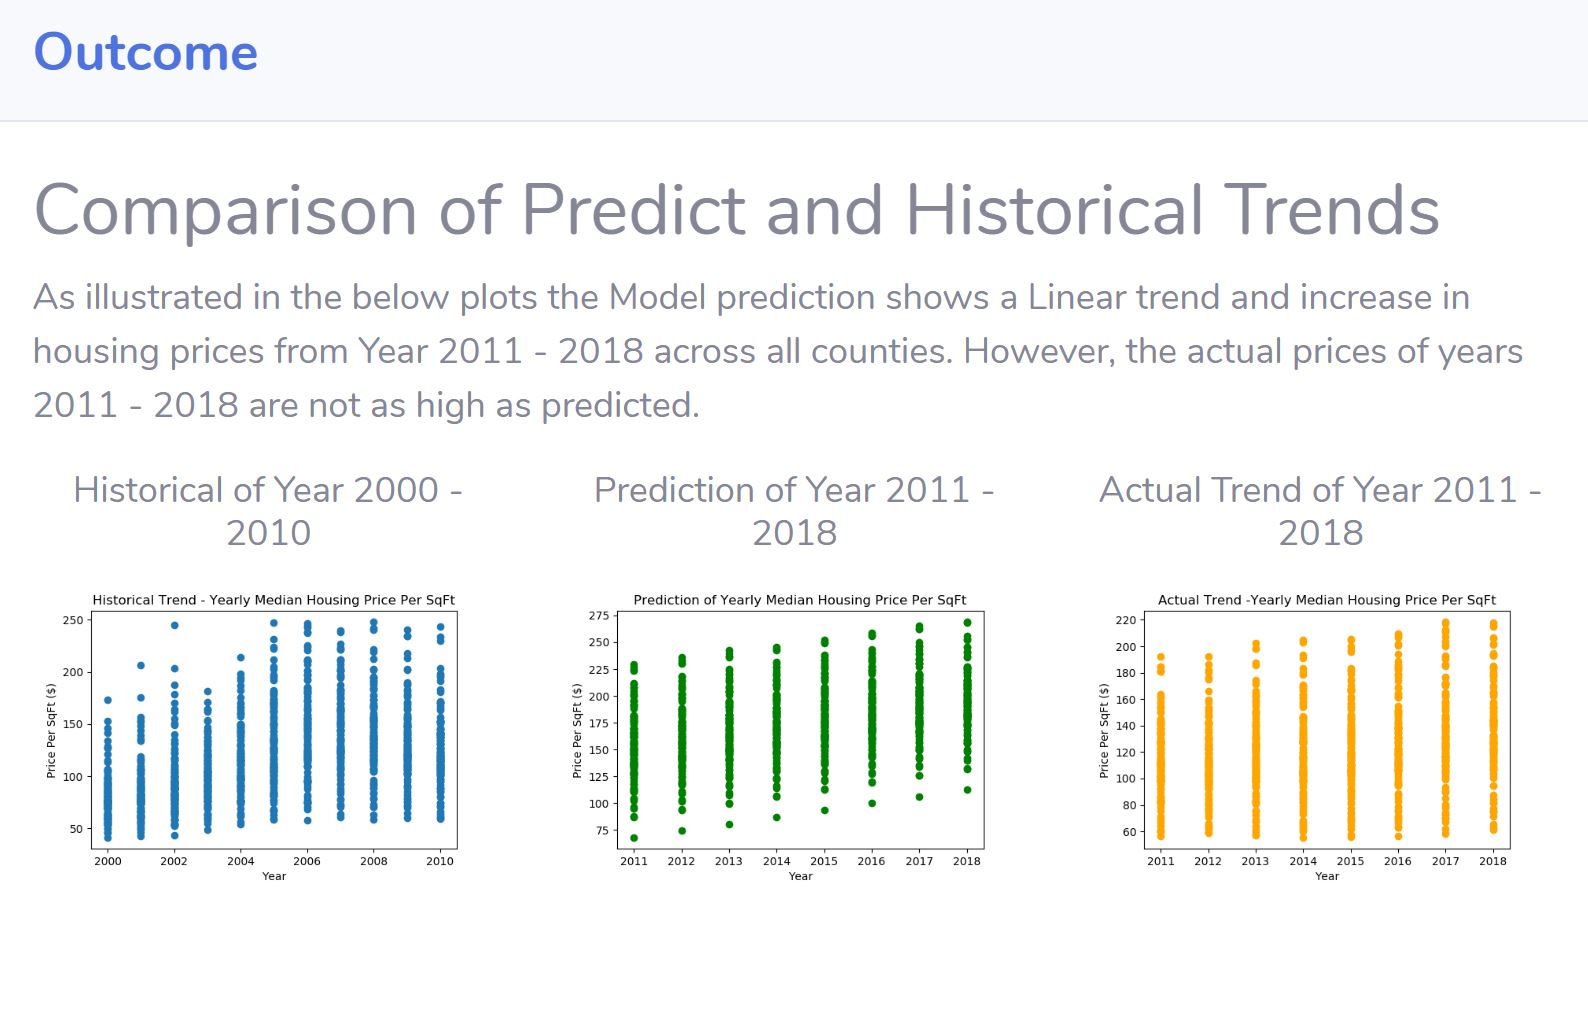 Outcome
Comparison of Predict and Historical Trends
As illustrated in the below plots the Model prediction shows a Linear trend and increase in
housing prices from Year 2011 - 2018 across all counties. However, the actual prices of years
2011 - 2018 are not as high as predicted.
Historical of Year 2000 -
2010
Historical Trend - Yearly Median Housing Price Per SqFt
Price Per SqFt ($)
250
200
150
100
50
2000 2002 2004 2006 2008 2010
Year
Prediction of Year 2011 -
2018
Prediction of Yearly Median Housing Price Per SqFt
Price Per SqFt ($)
275
250
225
200
175
150
125
100
75
2011 2012 2013 2014 2015 2016 2017 2018
Year
Actual Trend of Year 2011 -
2018
Actual Trend -Yearly Median Housing Price Per SqFt
Price Per SqFt ($)
220
200
180
160
140
120
100
80
60
2011 2012 2013 2014 2015 2016 2017 2018
Year